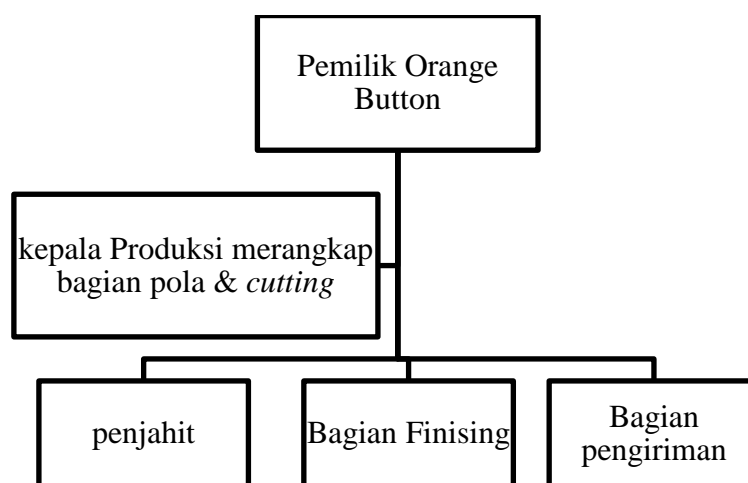 Pemilik Orange
Button
kepala Produksi merangkap
bagian pola & cutting
penjahit
Bagian Finising
Bagian
pengiriman